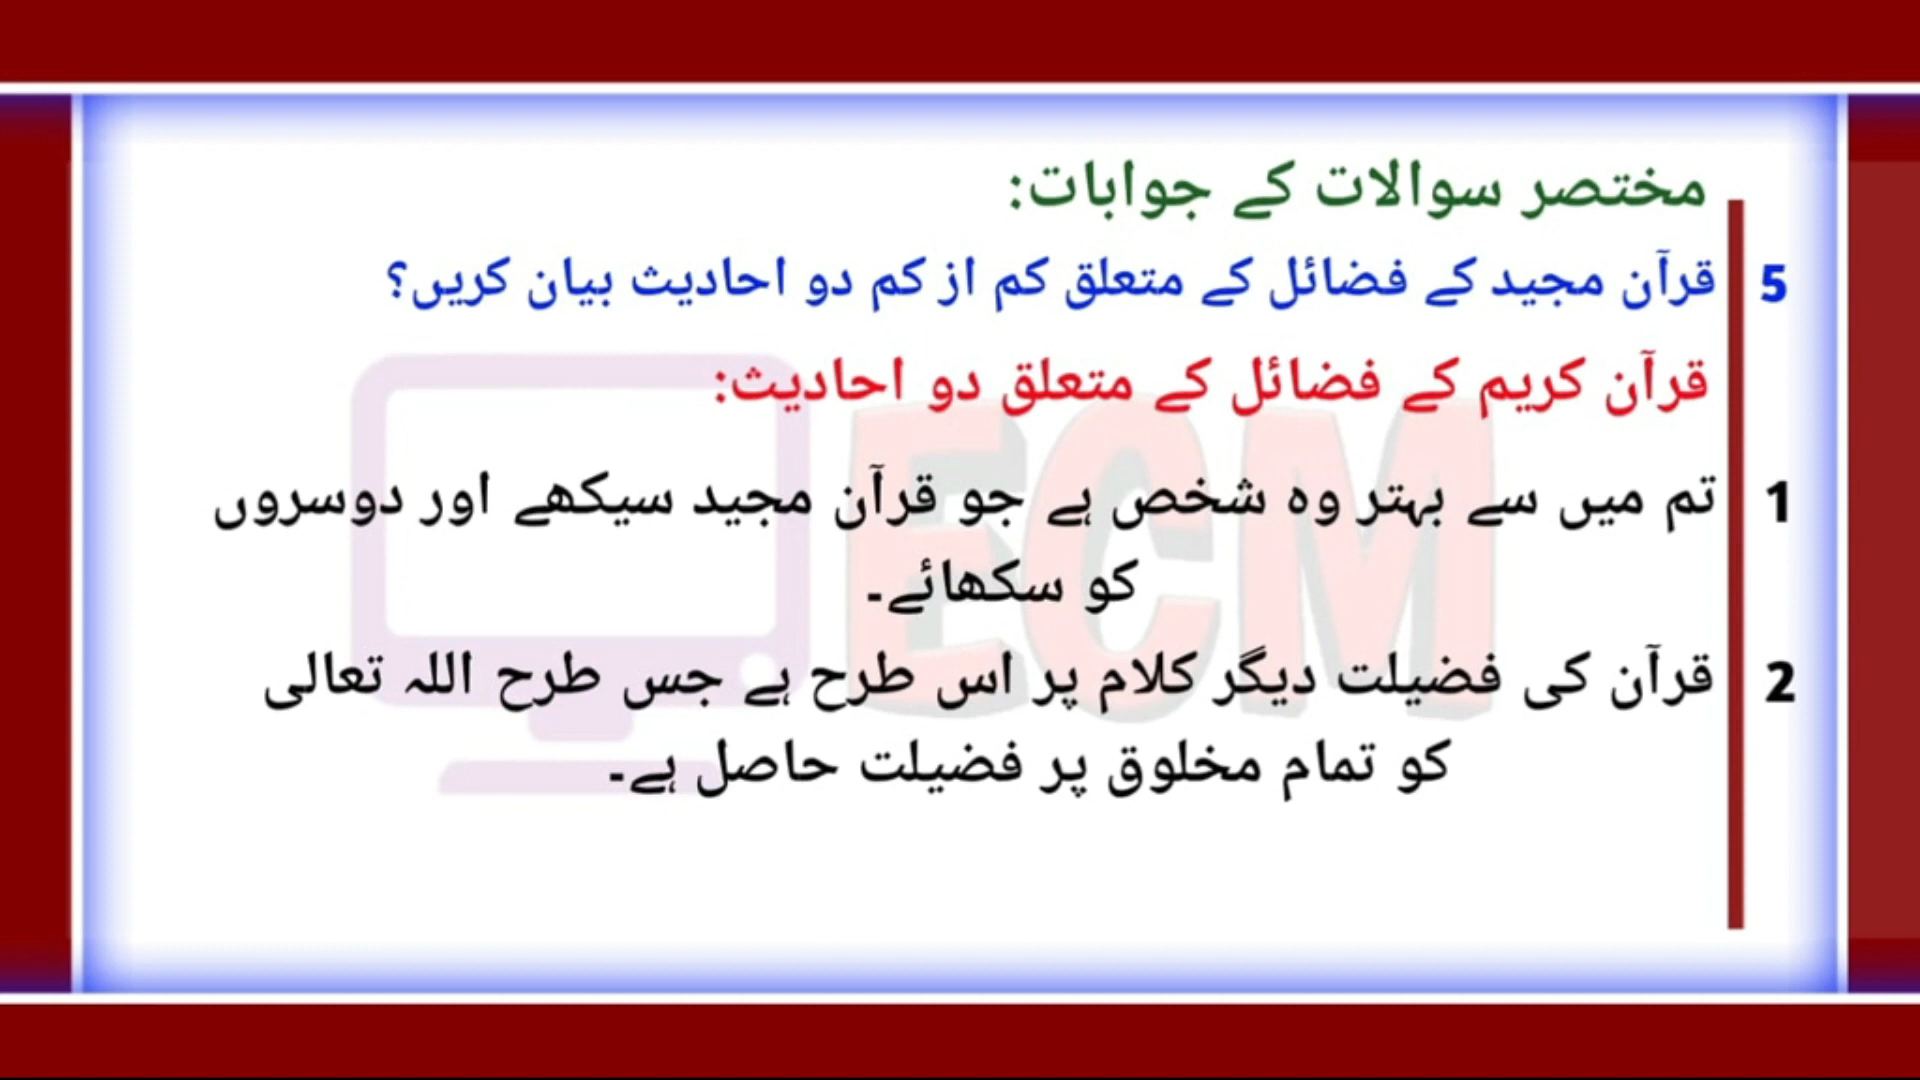 مختصر سوالات کے جوابات:
5 قرآن مجید کے فضائل کے متعلق کم از کم دو احادیث بیان کریں؟
قرآن کریم کے فضائل کے متعلق دو احادیث:
1 تم میں سے بہتر وہ شخص ہے جو قرآن مجید سیکھے اور دوسروں
کو سکھائے۔
2 قرآن کی فضیلت دیگر کلام پر اس طرح ہے جس طرح اللہ تعالی
کو تمام مخلوق پر فضیلت حاصل ہے۔
ECM